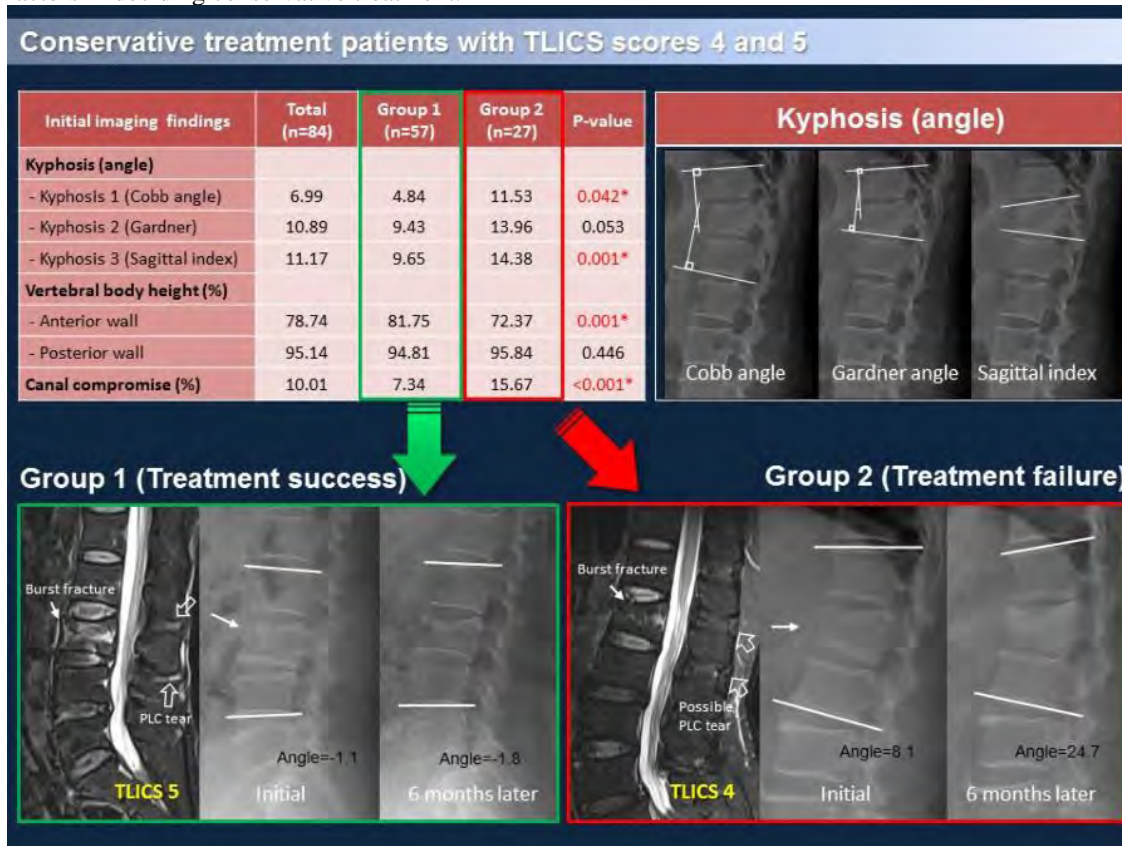 Conservative treatment patients with TLICS scores 4 and 5
Initial imaging findings Total (n=84) Group 1 (n=57) Group 2 (n=27) P-value
Kyphosis (angle)
- Kyphosis 1 (Cobb angle) 6.99 4.84 11.53 0.042*
- Kyphosis 2 (Gardner) 10.89 9.43 13.96 0.053
- Kyphosis 3 (Sagittal index) 11.17 9.65 14.38 0.001*
Vertebral body height (%)
- Anterior wall 78.74 81.75 72.37 0.001*
- Posterior wall 95.14 94.81 95.84 0.446
Canal compromise (%) 10.01 7.34 15.67 <0.001*
Kyphosis (angle)
Cobb angle Gardner angle Sagittal index
Group 1 (Treatment success)
Burst fracture
PLC tear
TLICS 5
Angle=-1.1
Initial
Angle=-1.8
6 months later
Group 2 (Treatment failure)
Burst fracture
Possible
PLC tear
TLICS 4
Angle=8.1
Initial
Angle=24.7
6 months later